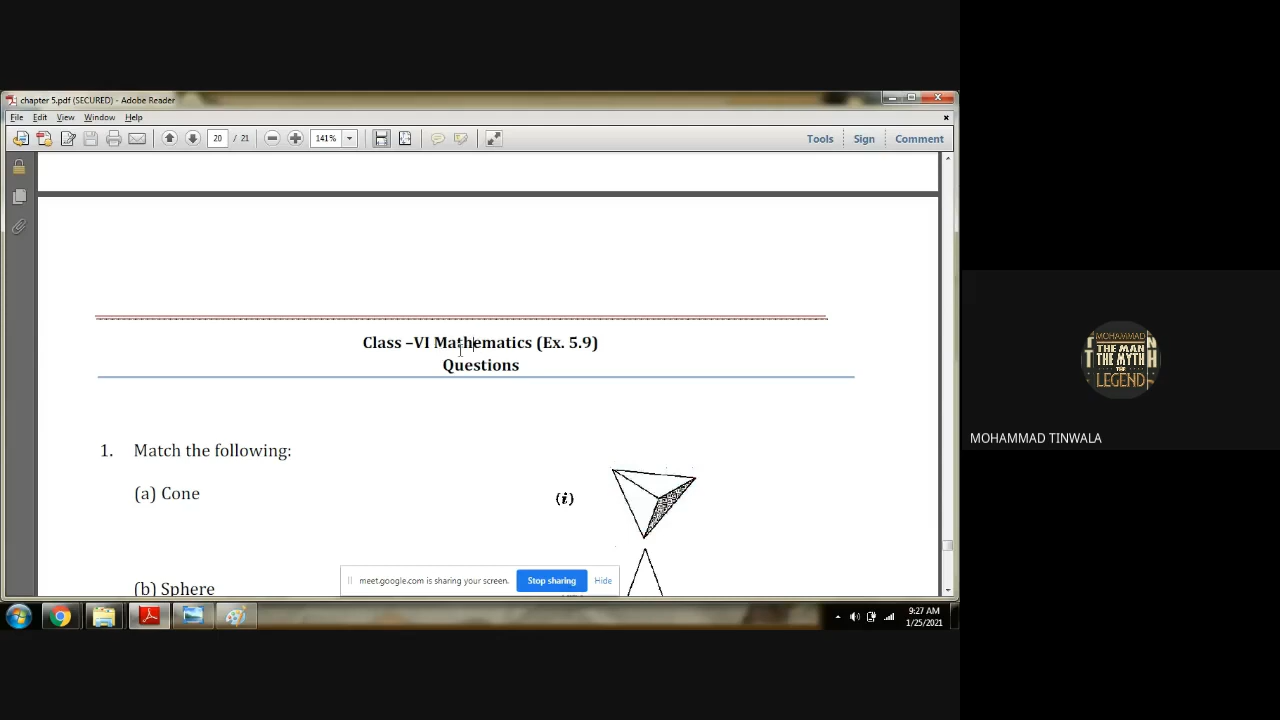 chapter 5.pdf (SECURED) - Adobe Reader
File Edit View Window Help
20 / 21 141% Tools Sign Comment
Class –VI Mathematics (Ex. 5.9)
Questions
1. Match the following:
(a) Cone
(i)
(b) Sphere
meet.google.com is sharing your screen. Stop sharing Hide
9:27 AM
1/25/2021
MOHAMMAD
THE MAN
THE MYTH
THE
LEGEND
MOHAMMAD TINWALA